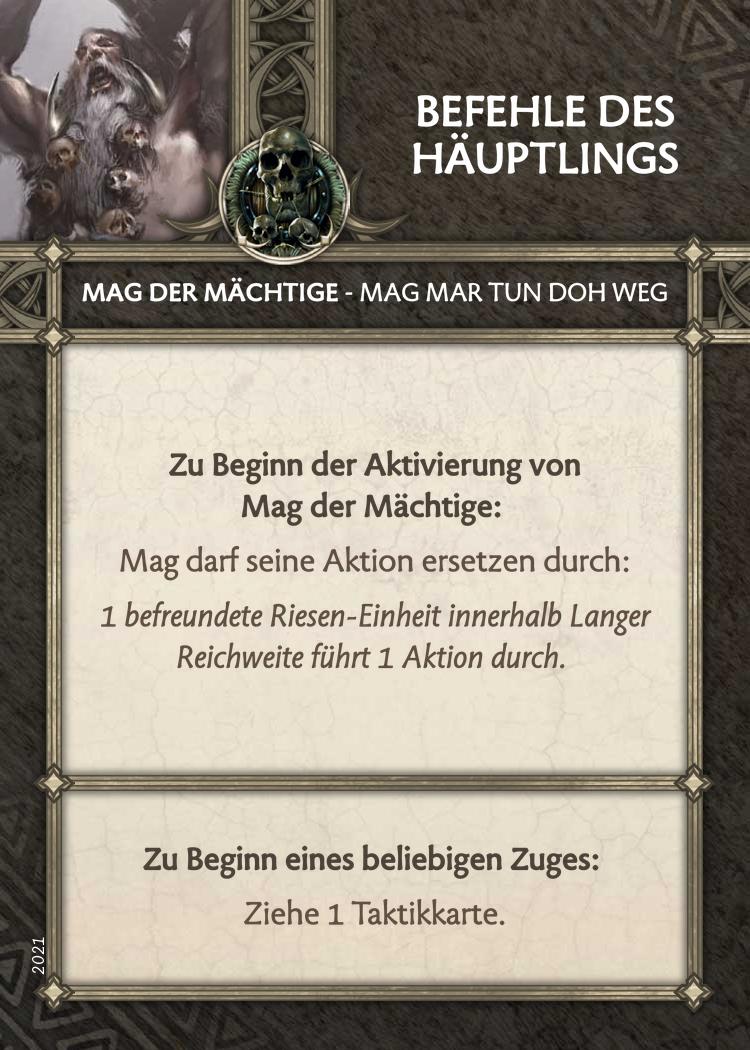 BEFEHLE DES
HÄUPTLINGS
MAG DER MÄCHTIGE - MAG MAR TUN DOH WEG
Zu Beginn der Aktivierung von
Mag der Mächtige:
Mag darf seine Aktion ersetzen durch:
1 befreundete Riesen-Einheit innerhalb Langer
Reichweite führt 1 Aktion durch.
Zu Beginn eines beliebigen Zuges:
Ziehe 1 Taktikkarte.
2021